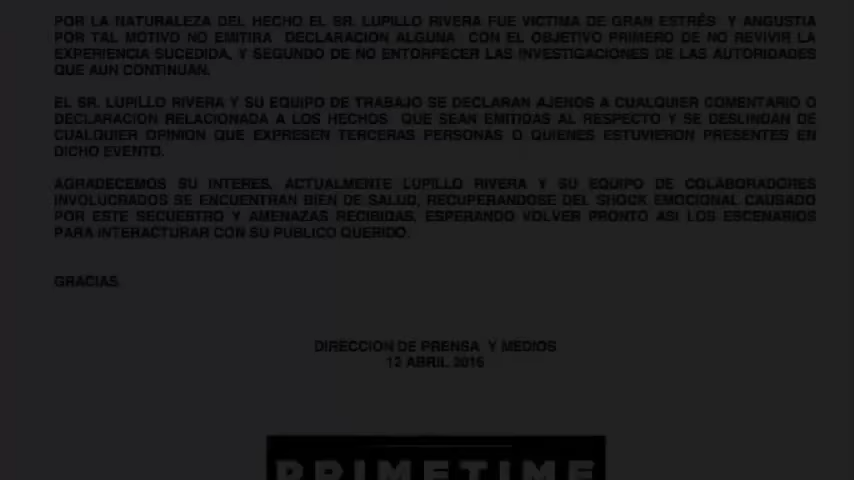 POR LA NATURALEZA DEL HECHO EL SR. LUPILLO RIVERA FUE VICTIMA DE GRAN ESTRÉS Y ANGUSTIA
POR TAL MOTIVO NO EMITIRA DECLARACION ALGUNA CON EL OBJETIVO PRIMERO DE NO REVIVIR LA
EXPERIENCIA SUCEDIDA, Y SEGUNDO DE NO ENTORPECER LAS INVESTIGACIONES DE LAS AUTORIDADES
QUE AUN CONTINUAN.
EL SR. LUPILLO RIVERA Y SU EQUIPO DE TRABAJO SE DECLARAN AJENOS A CUALQUIER COMENTARIO O
DECLARACION RELACIONADA A LOS HECHOS QUE SEAN EMITIDAS AL RESPECTO Y SE DESLINDAN DE
CUALQUIER OPINION QUE EXPRESEN TERCERAS PERSONAS O QUIENES ESTUVIERON PRESENTES EN
DICHO EVENTO.
AGRADECEMOS SU INTERES, ACTUALMENTE LUPILLO RIVERA Y SU EQUIPO DE COLABORADORES
INVOLUCRADOS SE ENCUENTRAN BIEN DE SALUD, RECUPERANDOSE DEL SHOCK EMOCIONAL CAUSADO
POR ESTE SECUESTRO Y AMENAZAS RECIBIDAS, ESPERANDO VOLVER PRONTO ASI LOS ESCENARIOS
PARA INTERACTURAR CON SU PUBLICO QUERIDO.
GRACIAS.
DIRECCION DE PRENSA Y MEDIOS
12 ABRIL 2016
PRIMETIME